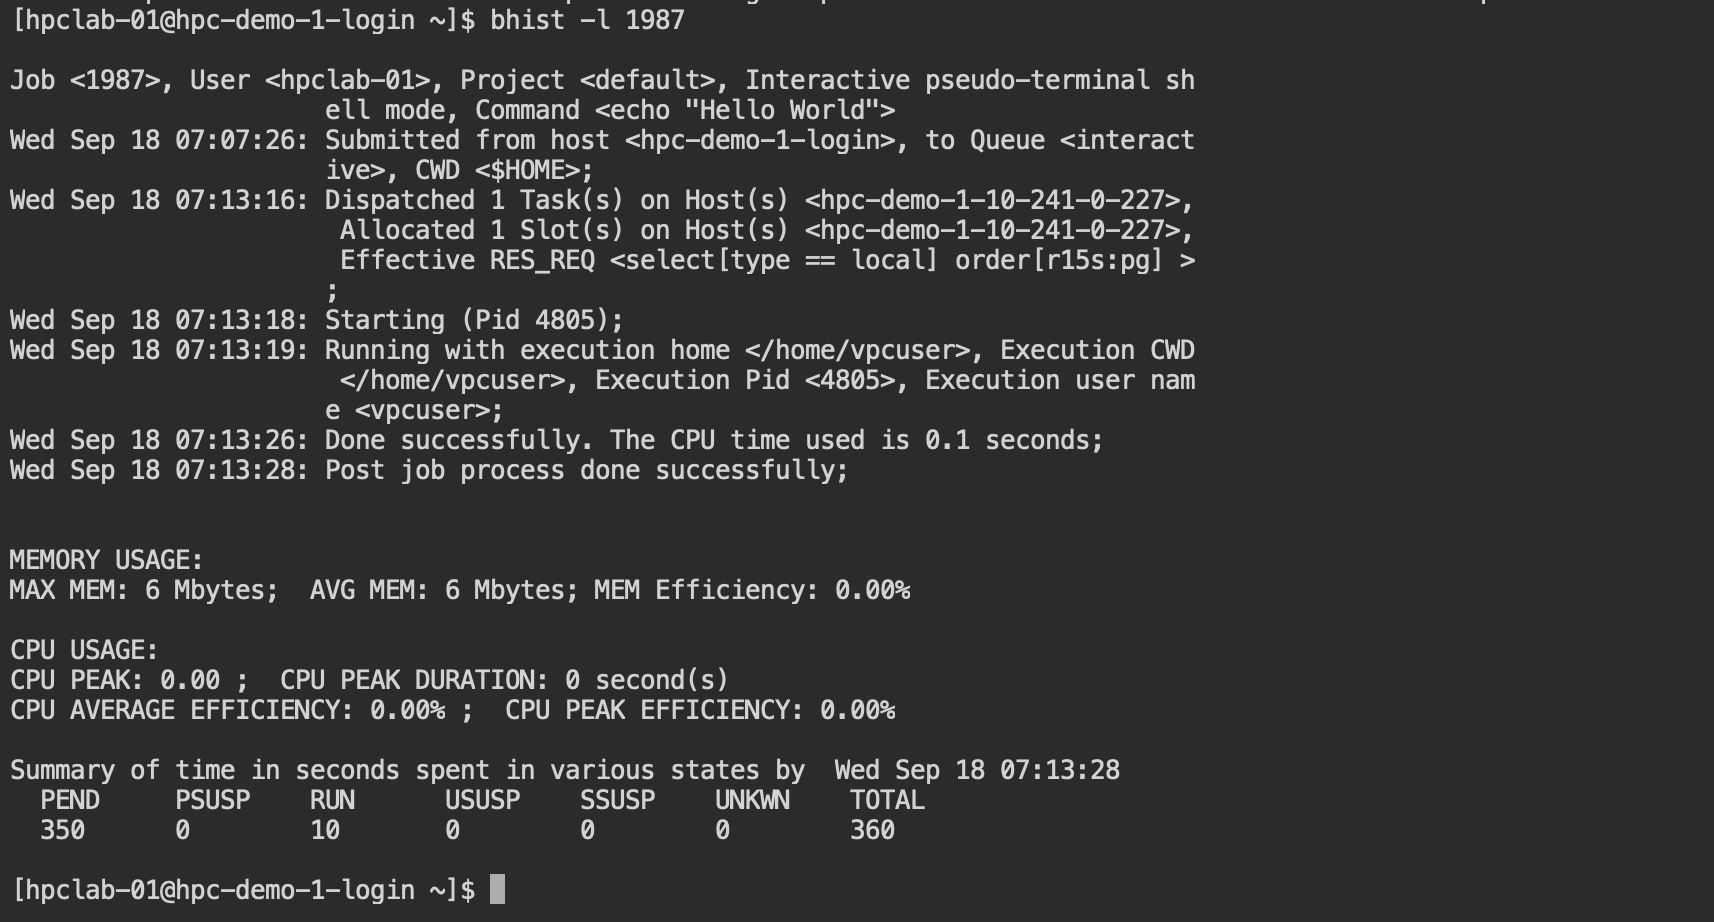 [hpclab-01@hpc-demo-1-login ~]$ bhist -l 1987
Job <1987>, User <hpclab-01>, Project <default>, Interactive pseudo-terminal sh
ell mode, Command <echo "Hello World">
Wed Sep 18 07:07:26: Submitted from host <hpc-demo-1-login>, to Queue <interact
ive>, CWD <$HOME>;
Wed Sep 18 07:13:16: Dispatched 1 Task(s) on Host(s) <hpc-demo-1-10-241-0-227>,
Allocated 1 Slot(s) on Host(s) <hpc-demo-1-10-241-0-227>,
Effective RES_REQ <select[type == local] order[r15s:pg] >
;
Wed Sep 18 07:13:18: Starting (Pid 4805);
Wed Sep 18 07:13:19: Running with execution home </home/vpcuser>, Execution CWD
</home/vpcuser>, Execution Pid <4805>, Execution user nam
e <vpcuser>;
Wed Sep 18 07:13:26: Done successfully. The CPU time used is 0.1 seconds;
Wed Sep 18 07:13:28: Post job process done successfully;
MEMORY USAGE:
MAX MEM: 6 Mbytes;  AVG MEM: 6 Mbytes; MEM Efficiency: 0.00%
CPU USAGE:
CPU PEAK: 0.00 ;  CPU PEAK DURATION: 0 second(s)
CPU AVERAGE EFFICIENCY: 0.00% ;  CPU PEAK EFFICIENCY: 0.00%
Summary of time in seconds spent in various states by  Wed Sep 18 07:13:28
PEND     PSUSP    RUN      USUSP    SSUSP    UNKWN    TOTAL
350      0        10       0        0        0        360
[hpclab-01@hpc-demo-1-login ~]$